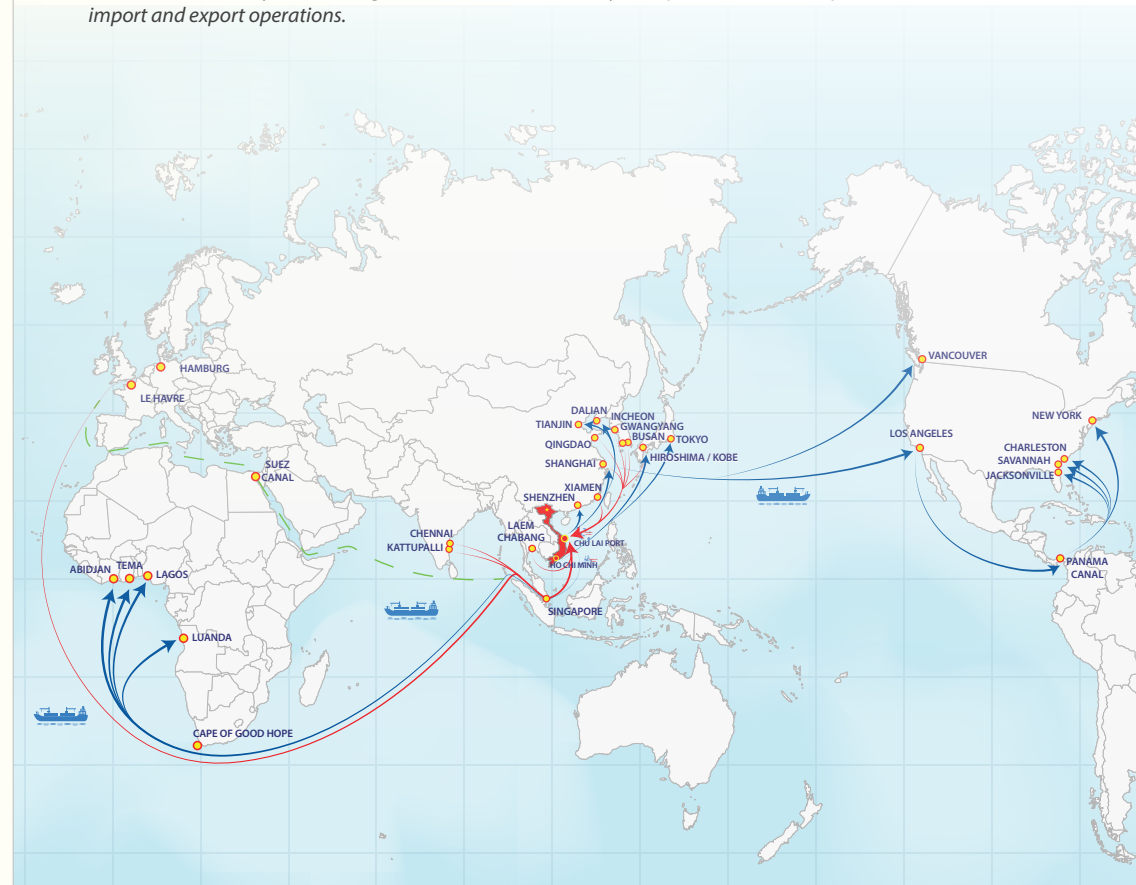 import and export operations.
HAMBURG
LE HAVRE
SUEZ
CANAL
ABIDJAN
TEMA
LAGOS
LUANDA
CAPE OF GOOD HOPE
CHENNAI
KATTUPALLI
LAEM
CHABANG
SINGAPORE
HO CHI MINH
CHU LAI PORT
SHENZHEN
XIAMEN
SHANGHAI
QINGDAO
TIANJIN
DALIAN
INCHEON
GWANGYANG
BUSAN
TOKYO
HIROSHIMA / KOBE
VANCOUVER
LOS ANGELES
NEW YORK
CHARLESTON
SAVANNAH
JACKSONVILLE
PANAMA
CANAL